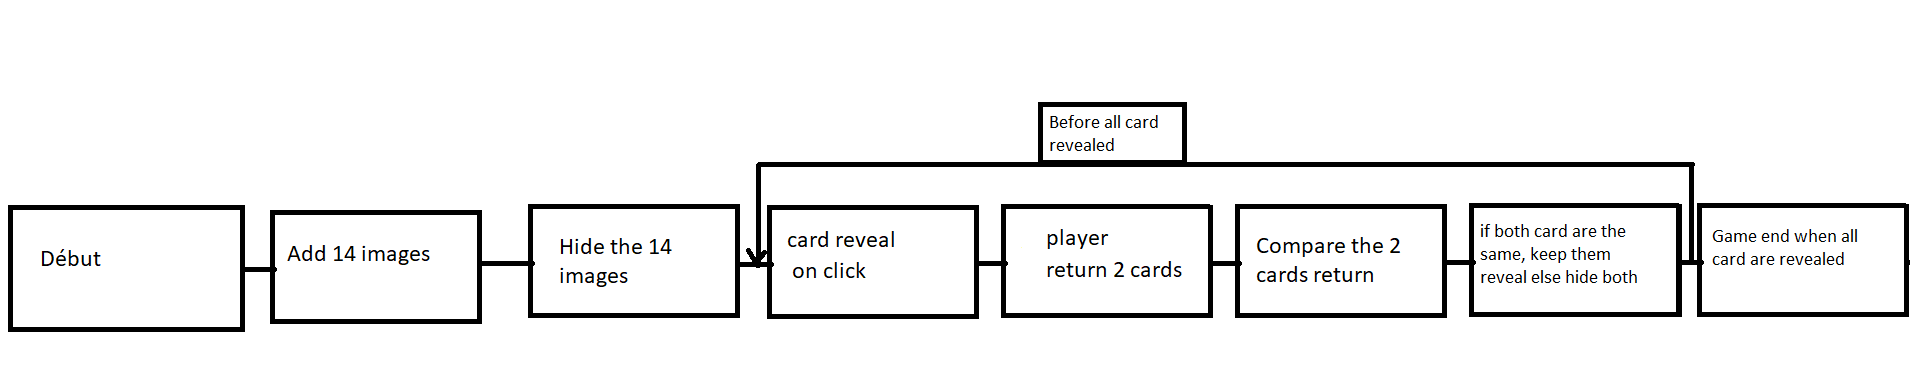 Before all card
revealed
Début
Add 14 images
Hide the 14
images
card reveal
on click
player
return 2 cards
Compare the 2
cards return
if both card are the
same, keep them
reveal else hide both
Game end when all
card are revealed